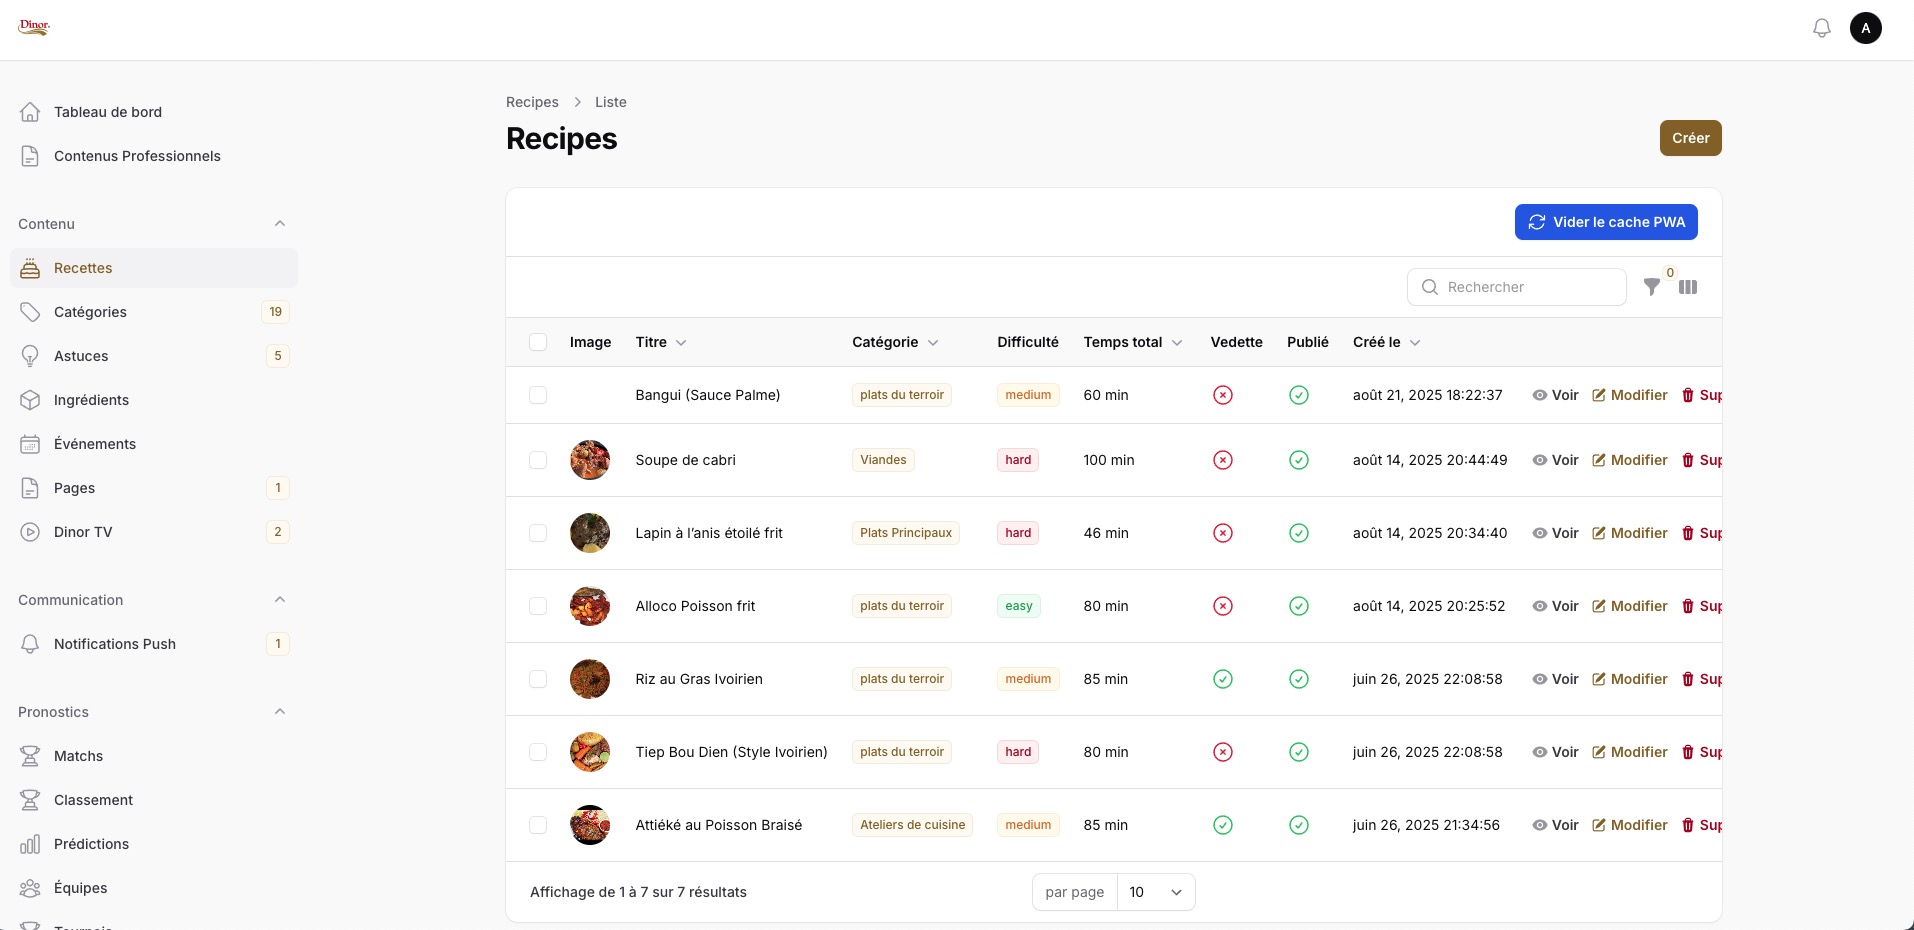 Dinor
A
Tableau de bord
Contenus Professionnels
Contenu
Recettes
Catégories 19
Astuces 5
Ingrédients
Événements
Pages 1
Dinor TV 2
Communication
Notifications Push 1
Pronostics
Matchs
Classement
Prédictions
Équipes
Recipes Liste
Recipes
Créer
Vider le cache PWA
Rechercher 0
Image Titre Catégorie Difficulté Temps total Vedette Publié Créé le
Bangui (Sauce Palme) plats du terroir medium 60 min août 21, 2025 18:22:37 Voir Modifier Sup
Soupe de cabri Viandes hard 100 min août 14, 2025 20:44:49 Voir Modifier Sup
Lapin à l’anis étoilé frit Plats Principaux hard 46 min août 14, 2025 20:34:40 Voir Modifier Sup
Alloco Poisson frit plats du terroir easy 80 min août 14, 2025 20:25:52 Voir Modifier Sup
Riz au Gras Ivoirien plats du terroir medium 85 min juin 26, 2025 22:08:58 Voir Modifier Sup
Tiep Bou Dien (Style Ivoirien) plats du terroir hard 80 min juin 26, 2025 22:08:58 Voir Modifier Sup
Attiéké au Poisson Braisé Ateliers de cuisine medium 85 min juin 26, 2025 21:34:56 Voir Modifier Sup
Affichage de 1 à 7 sur 7 résultats par page 10